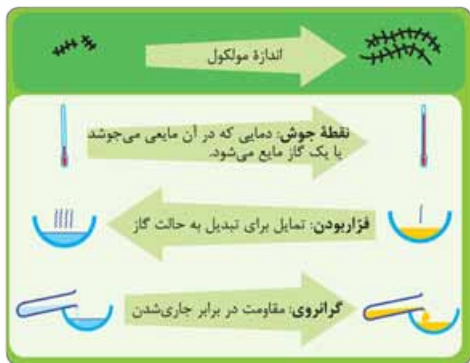 اندازهٔ مولکول
نقطهٔ جوش: دمایی که در آن مایعی می‌جوشد
یا یک گاز مایع می‌شود.
فرّاربودن: تمایل برای تبدیل به حالت گاز
گرانروی: مقاومت در برابر جاری‌شدن